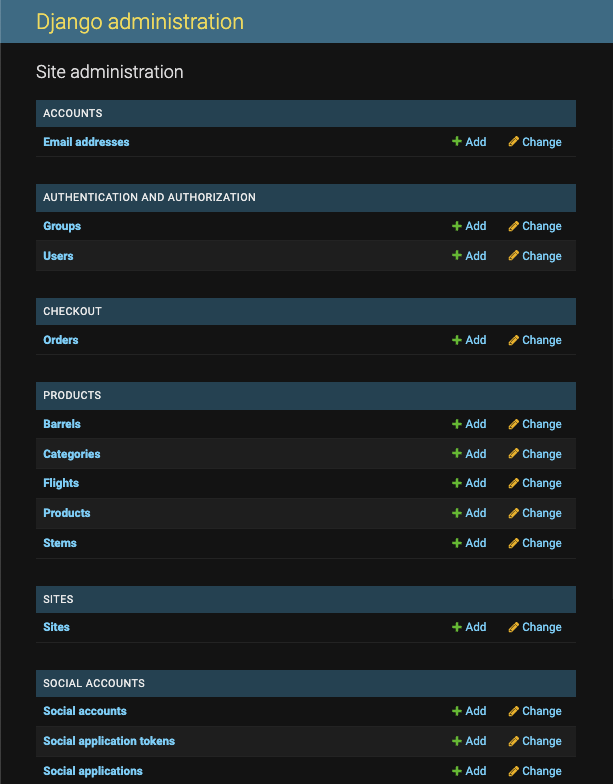 Django administration
Site administration
ACCOUNTS
Email addresses Add Change
AUTHENTICATION AND AUTHORIZATION
Groups Add Change
Users Add Change
CHECKOUT
Orders Add Change
PRODUCTS
Barrels Add Change
Categories Add Change
Flights Add Change
Products Add Change
Stems Add Change
SITES
Sites Add Change
SOCIAL ACCOUNTS
Social accounts Add Change
Social application tokens Add Change
Social applications Add Change